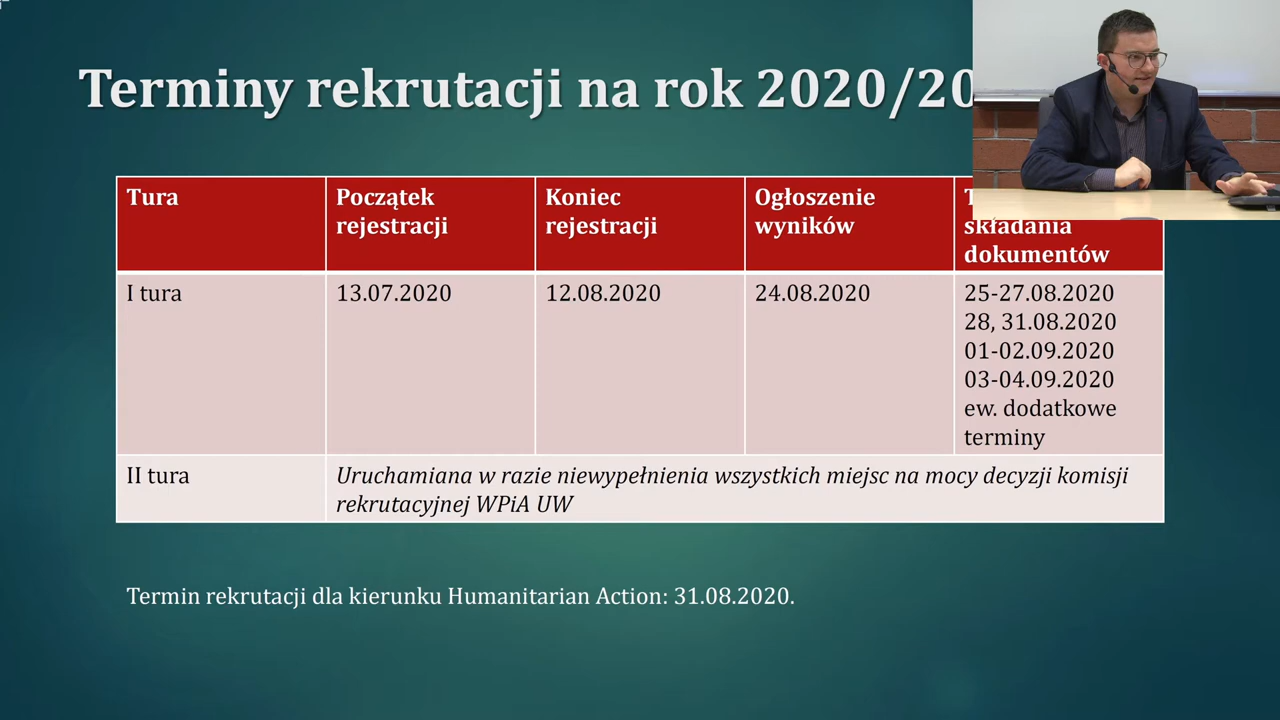 Terminy rekrutacji na rok 2020/20
Tura
Początek
rejestracji
Koniec
rejestracji
Ogłoszenie
wyników
składania
dokumentów
I tura
13.07.2020
12.08.2020
24.08.2020
25-27.08.2020
28, 31.08.2020
01-02.09.2020
03-04.09.2020
ew. dodatkowe
terminy
II tura
Uruchamiana w razie niewypełnienia wszystkich miejsc na mocy decyzji komisji
rekrutacyjnej WPiA UW
Termin rekrutacji dla kierunku Humanitarian Action: 31.08.2020.